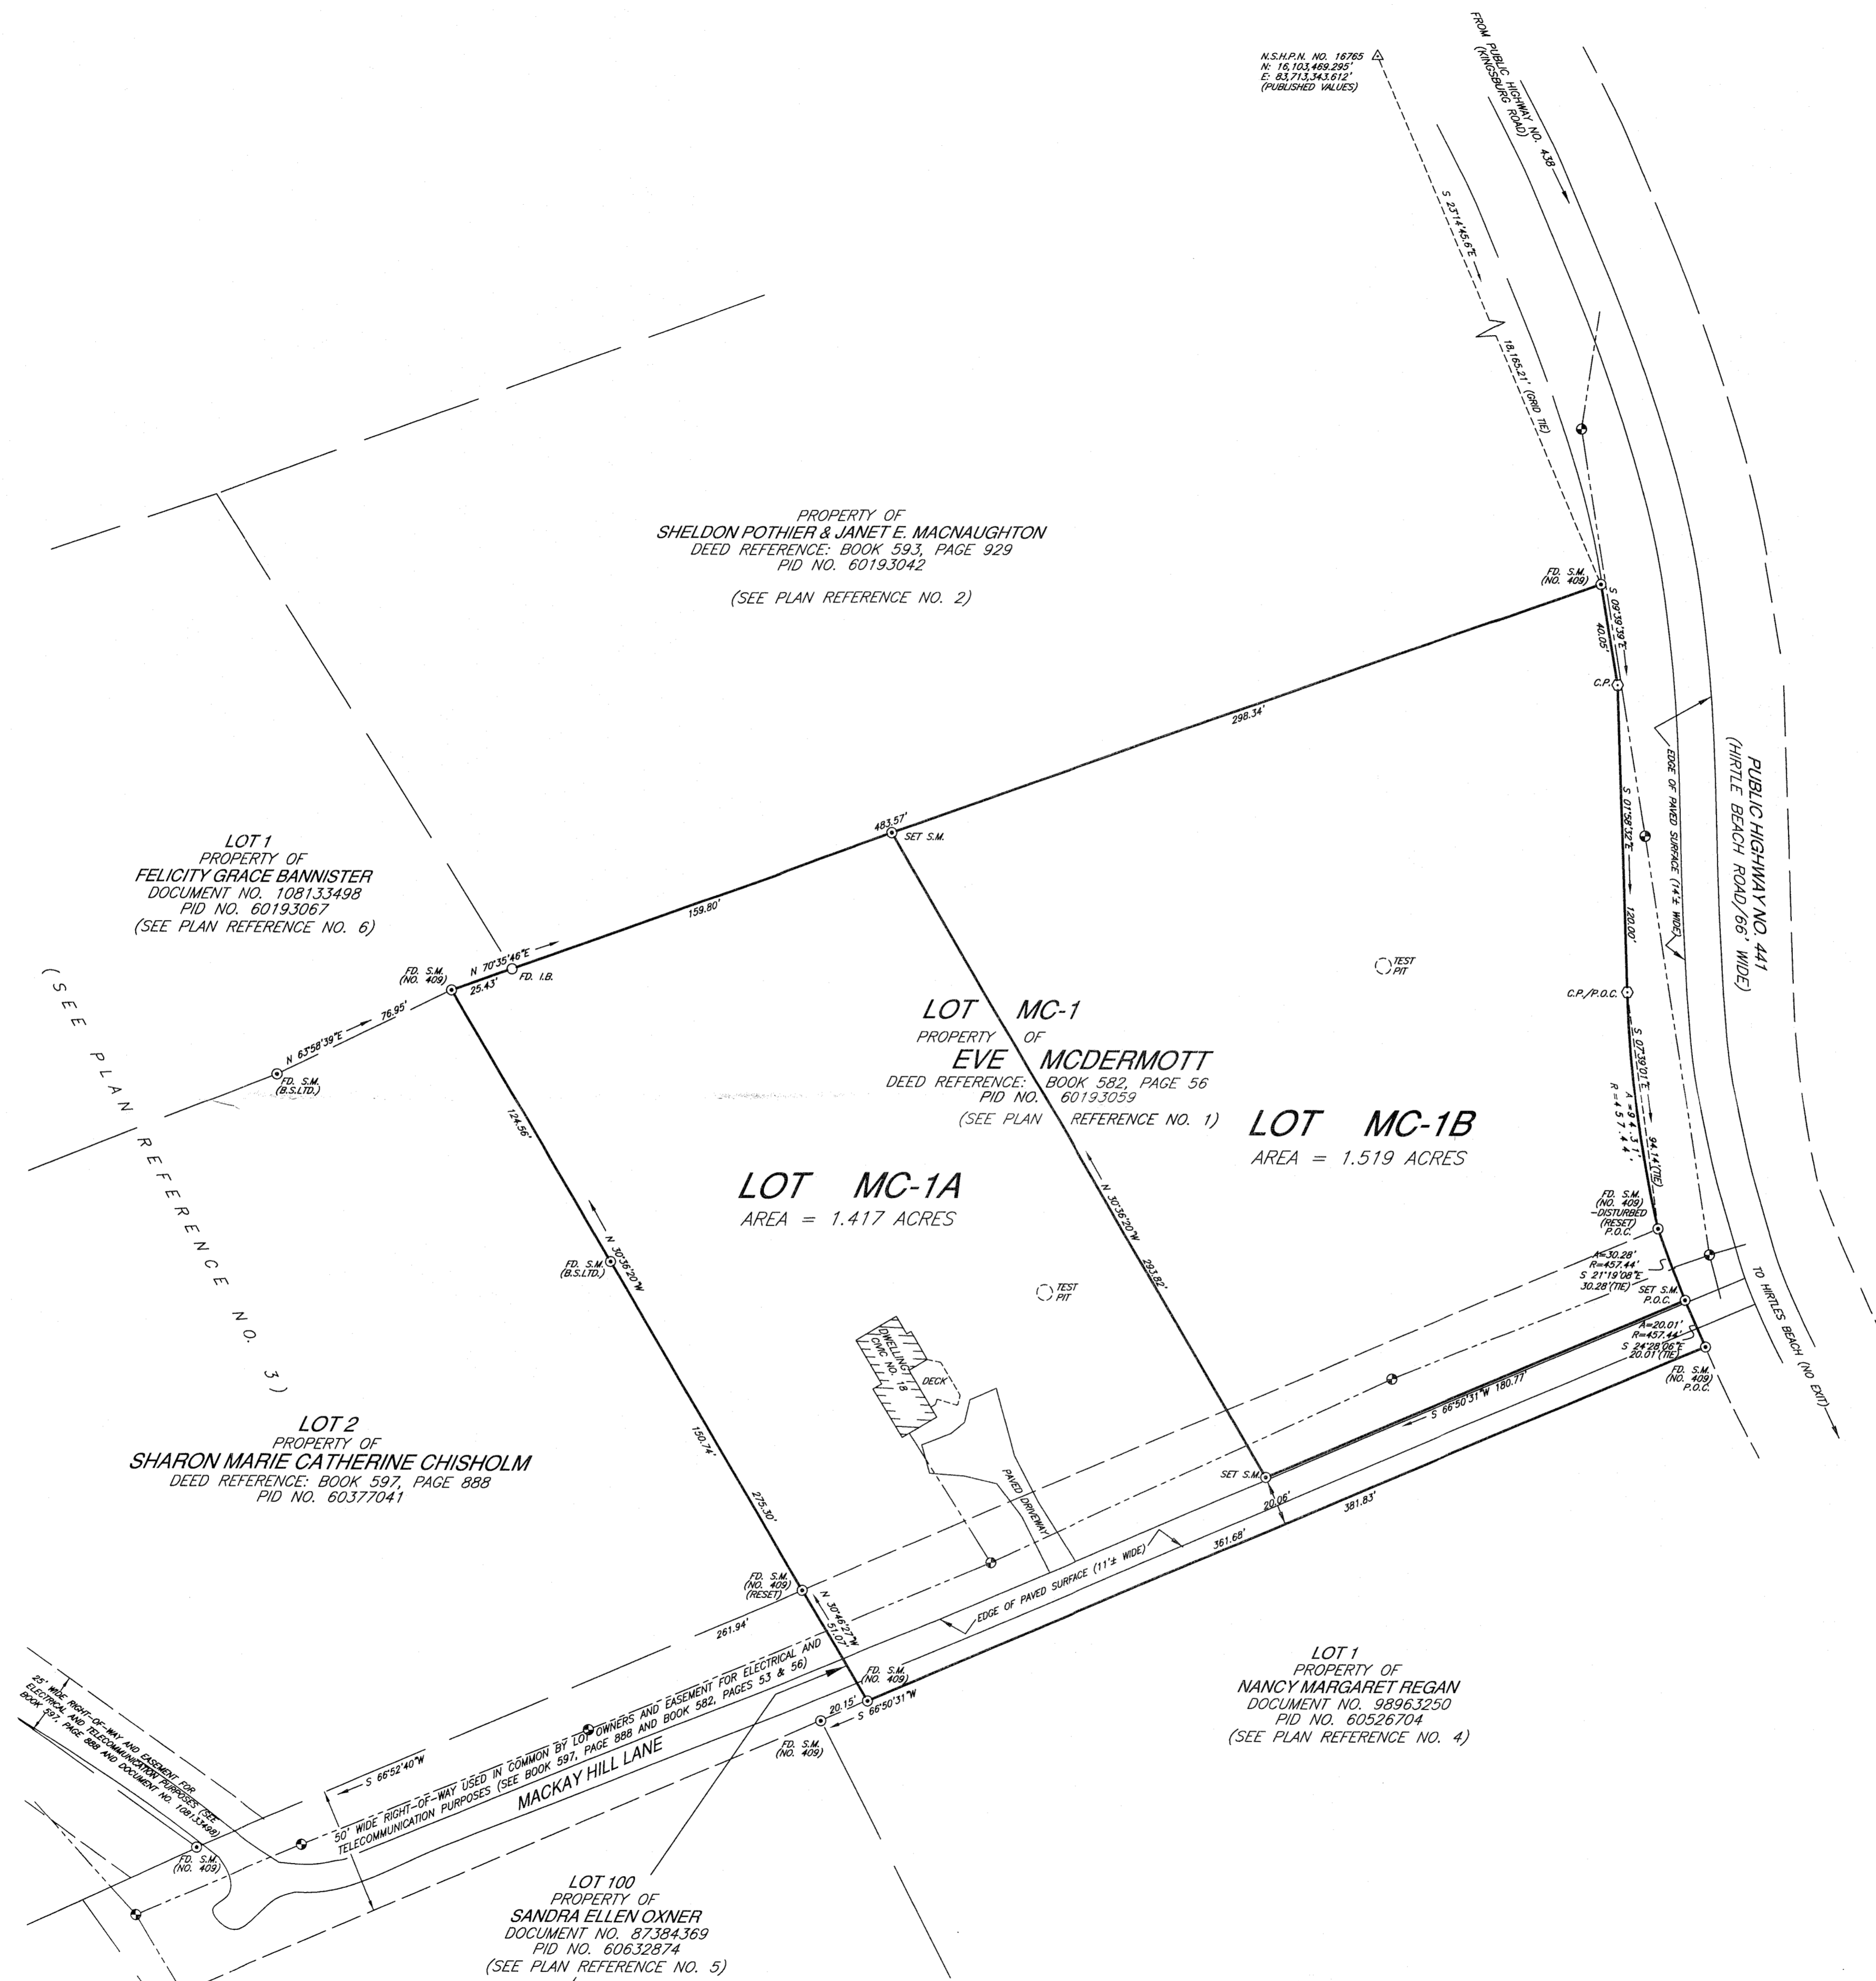 N.S.H.P.N. NO. 16765
N: 16,103,469.295'
E: 83,713,343.612'
(PUBLISHED VALUES)
FROM PUBLIC HIGHWAY NO. 438
(KINGSBURG ROAD)
S 23°14'45.6"E
18,165.21' (GRID TIE)
PROPERTY OF
SHELDON POTHIER & JANET E. MACNAUGHTON
DEED REFERENCE: BOOK 593, PAGE 929
PID NO. 60193042
(SEE PLAN REFERENCE NO. 2)
FD. S.M.
(NO. 409)
S 09°39'39"E
40.05'
C.P.
298.34'
483.57'
SET S.M.
159.80'
PUBLIC HIGHWAY NO. 441
(HIRTLE BEACH ROAD/66' WIDE)
EDGE OF PAVED SURFACE (14'± WIDE)
S 01°58'32"E
120.00'
C.P./P.O.C.
LOT 1
PROPERTY OF
FELICITY GRACE BANNISTER
DOCUMENT NO. 108133498
PID NO. 60193067
(SEE PLAN REFERENCE NO. 6)
FD. S.M.
(NO. 409)
N 70°35'46"E
25.43'
FD. I.B.
N 63°58'39"E
76.95'
FD. S.M.
(B.S.LTD.)
(SEE PLAN REFERENCE NO. 3)
TEST
PIT
LOT MC-1
PROPERTY OF
EVE MCDERMOTT
DEED REFERENCE: BOOK 582, PAGE 56
PID NO. 60193059
(SEE PLAN REFERENCE NO. 1)
LOT MC-1B
AREA = 1.519 ACRES
LOT MC-1A
AREA = 1.417 ACRES
S 07°39'01"E
94.14'(TIE)
A=94.31'
R=457.44'
124.56'
N 30°36'20"W
FD. S.M.
(B.S.LTD.)
N 30°36'20"W
293.82'
FD. S.M.
(NO. 409)
-DISTURBED
(RESET)
P.O.C.
A=30.28'
R=457.44'
S 21°19'08"E
30.28'(TIE)
SET S.M.
P.O.C.
A=20.01'
R=457.44'
S 24°28'06"E
20.01'(TIE)
FD. S.M.
(NO. 409)
P.O.C.
TO HIRTLES BEACH (NO EXIT)
TEST
PIT
DWELLING
CIVIC NO. 18
DECK
PAVED DRIVEWAY
S 66°50'31"W 180.77'
SET S.M.
20.06'
381.83'
361.68'
EDGE OF PAVED SURFACE (11'± WIDE)
LOT 2
PROPERTY OF
SHARON MARIE CATHERINE CHISHOLM
DEED REFERENCE: BOOK 597, PAGE 888
PID NO. 60377041
150.74'
275.30'
FD. S.M.
(NO. 409)
(RESET)
N 30°46'27"W
51.07'
261.94'
FD. S.M.
(NO. 409)
20.15'
S 66°50'31"W
FD. S.M.
(NO. 409)
S 66°52'40"W
50' WIDE RIGHT-OF-WAY USED IN COMMON BY LOT OWNERS AND EASEMENT FOR ELECTRICAL AND
TELECOMMUNICATION PURPOSES (SEE BOOK 597, PAGE 888 AND BOOK 582, PAGES 53 & 56)
MACKAY HILL LANE
25' WIDE RIGHT-OF-WAY AND EASEMENT FOR
ELECTRICAL AND TELECOMMUNICATION PURPOSES (SEE
BOOK 597, PAGE 888 AND DOCUMENT NO. 108133498)
FD. S.M.
(NO. 409)
LOT 1
PROPERTY OF
NANCY MARGARET REGAN
DOCUMENT NO. 98963250
PID NO. 60526704
(SEE PLAN REFERENCE NO. 4)
LOT 100
PROPERTY OF
SANDRA ELLEN OXNER
DOCUMENT NO. 87384369
PID NO. 60632874
(SEE PLAN REFERENCE NO. 5)